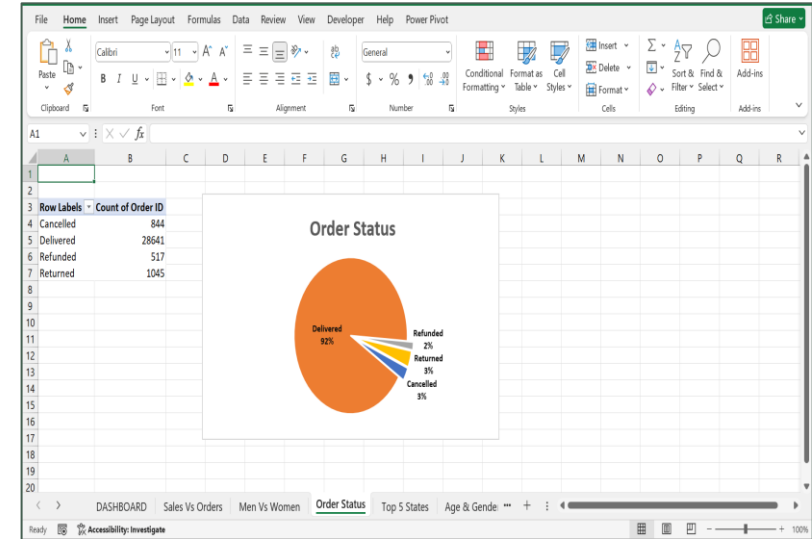 File Home Insert Page Layout Formulas Data Review View Developer Help Power Pivot Share
Paste
Clipboard
Calibri 11 A A
B I U A
Font
Alignment
General
$ % 9
Number
Conditional Formatting
Format as Table
Cell Styles
Styles
Insert
Delete
Format
Cells
Sort & Filter
Find & Select
Editing
Add-ins
Add-ins
A1 fx
A B C D E F G H I J K L M N O P Q R
1
2
3 Row Labels Count of Order ID
4 Cancelled 844
5 Delivered 28641
6 Refunded 517
7 Returned 1045
8
9
10
11
12
13
14
15
16
17
18
19
20
Order Status
Delivered
92%
Refunded
2%
Returned
3%
Cancelled
3%
DASHBOARD Sales Vs Orders Men Vs Women Order Status Top 5 States Age & Gende ...
Ready Accessibility: Investigate 100%